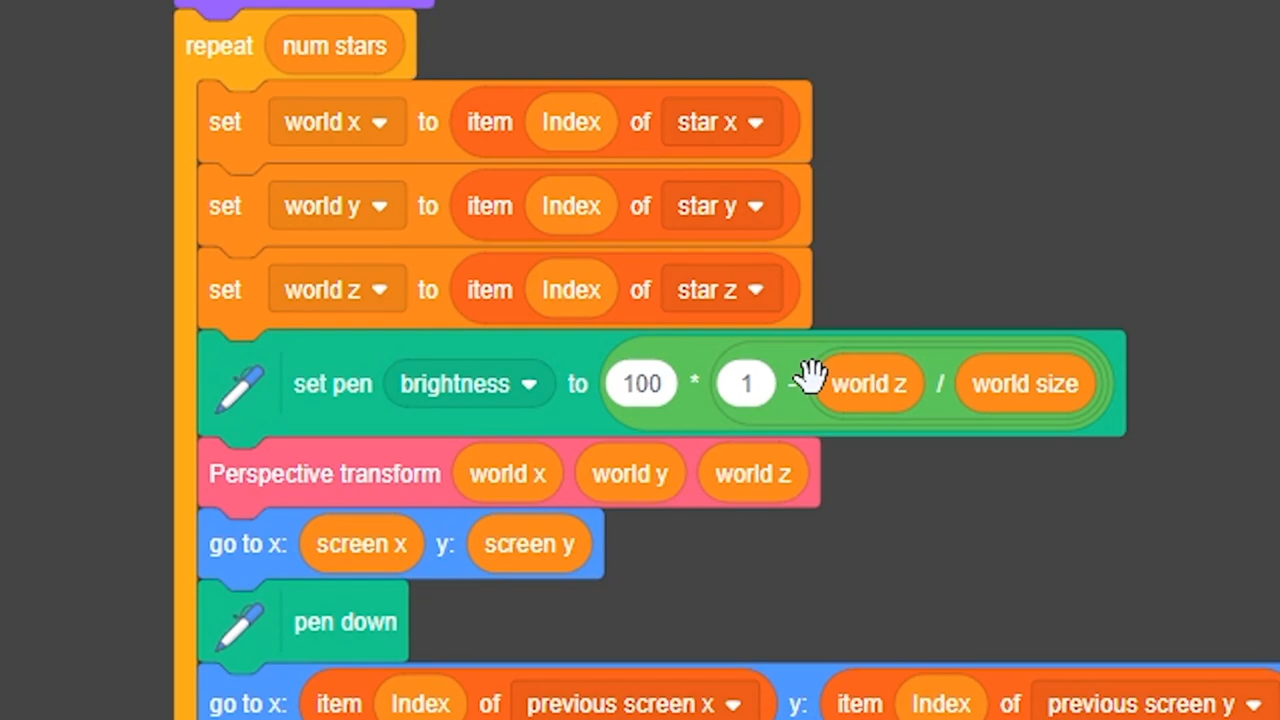 repeat num stars
set world x to item Index of star x
set world y to item Index of star y
set world z to item Index of star z
set pen brightness to 100 * 1 - world z / world size
Perspective transform world x world y world z
go to x: screen x y: screen y
pen down
go to x: item Index of previous screen x y: item Index of previous screen y